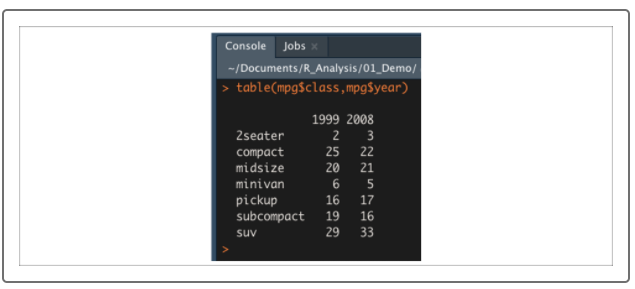 Console Jobs ×
~/Documents/R_Analysis/01_Demo/
> table(mpg$class,mpg$year)
1999 2008
2seater 2 3
compact 25 22
midsize 20 21
minivan 6 5
pickup 16 17
subcompact 19 16
suv 29 33
>